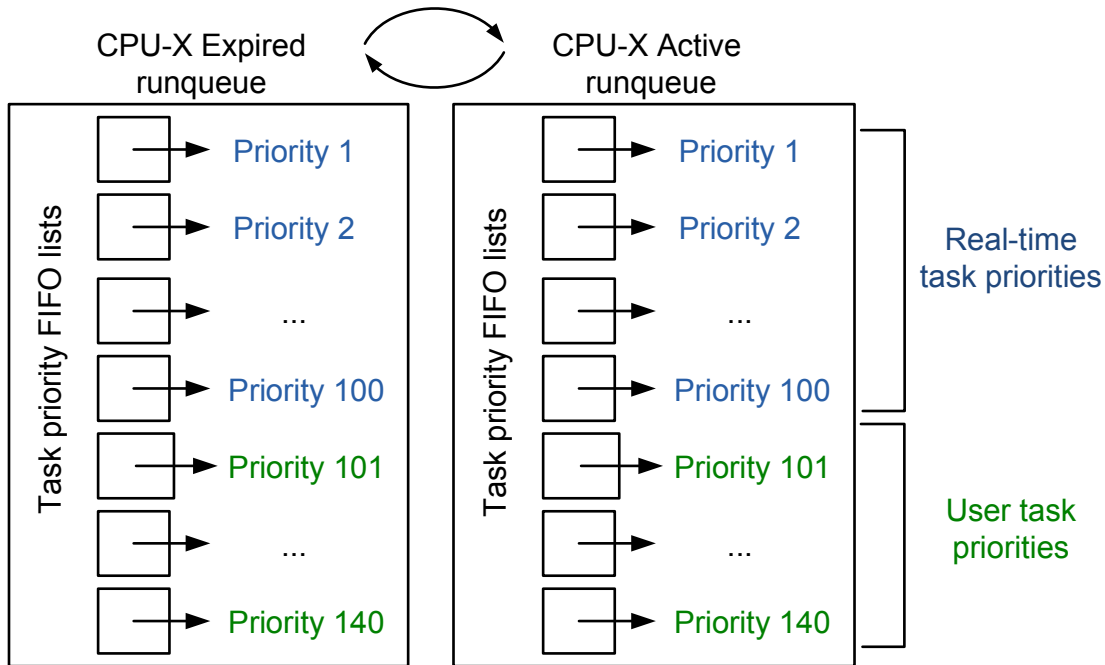 CPU-X Expired
runqueue
Task priority FIFO lists
Priority 1
Priority 2
...
Priority 100
Priority 101
...
Priority 140
CPU-X Active
runqueue
Task priority FIFO lists
Priority 1
Priority 2
...
Priority 100
Priority 101
...
Priority 140
Real-time
task priorities
User task
priorities